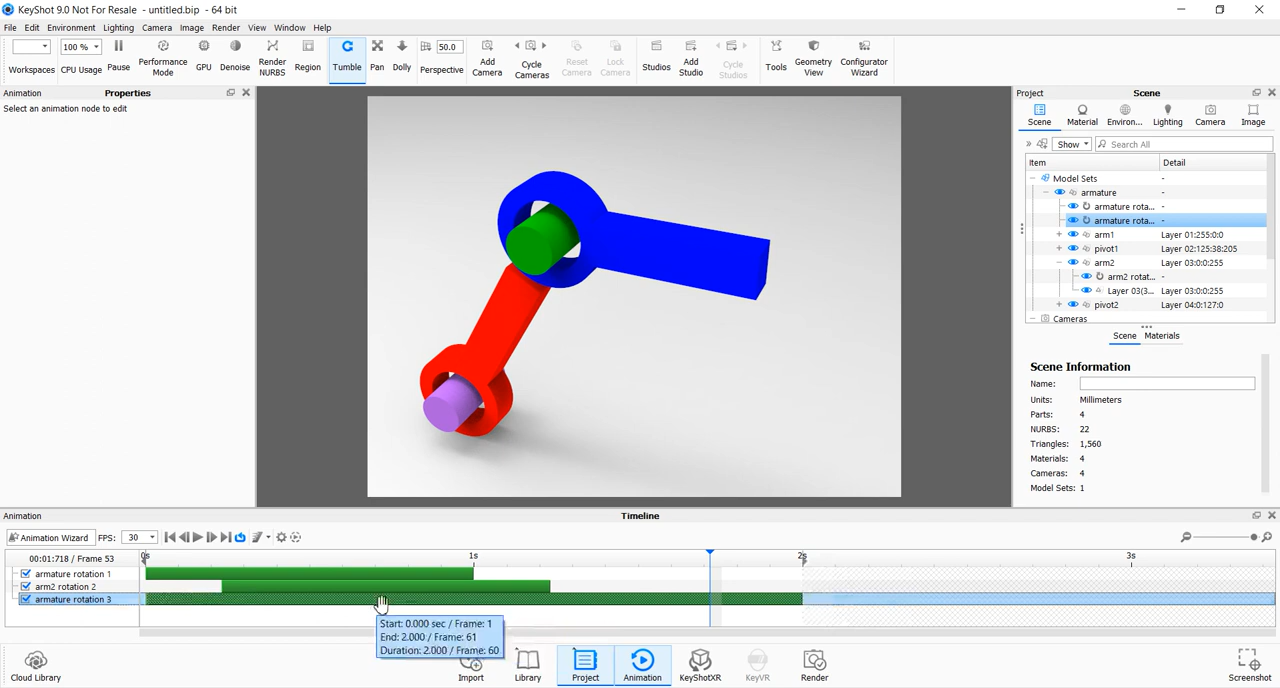 KeyShot 9.0 Not For Resale - untitled.bip - 64 bit
File Edit Environment Lighting Camera Image Render View Window Help
100 % 50.0
Workspaces CPU Usage Pause Performance Mode GPU Denoise Render NURBS Region Tumble Pan Dolly Perspective Add Camera Cycle Cameras Reset Camera Lock Camera Studios Add Studio Cycle Studios Tools Geometry View Configurator Wizard
Animation Properties
Select an animation node to edit
Project Scene
Scene Material Environ... Lighting Camera Image
» Show Search All
Item Detail
Model Sets -
armature -
armature rota... -
armature rota... -
arm1 Layer 01:255:0:0
pivot1 Layer 02:125:38:205
arm2 Layer 03:0:0:255
arm2 rotat... -
Layer 03(3... Layer 03:0:0:255
pivot2 Layer 04:0:127:0
Cameras
Scene Materials
Scene Information
Name:
Units: Millimeters
Parts: 4
NURBS: 22
Triangles: 1,560
Materials: 4
Cameras: 4
Model Sets: 1
Animation Timeline
Animation Wizard FPS: 30
00:01:718 / Frame 53 0s 1s 2s 3s
armature rotation 1
arm2 rotation 2
armature rotation 3
Start: 0.000 sec / Frame: 1
End: 2.000 / Frame: 61
Duration: 2.000 / Frame: 60
Cloud Library Import Library Project Animation KeyShotXR KeyVR Render Screenshot